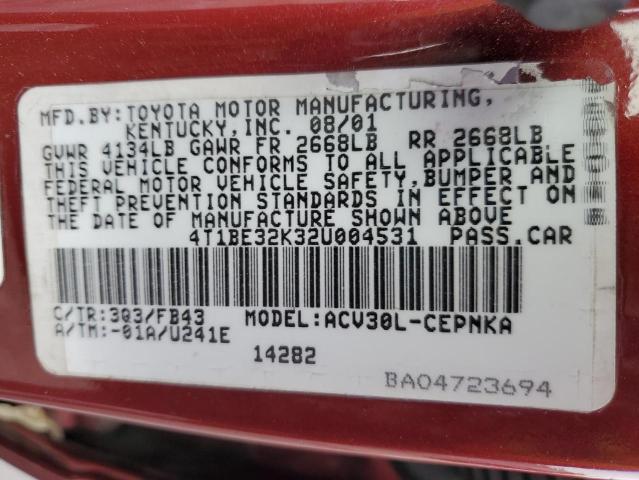 MFD.BY:TOYOTA MOTOR MANUFACTURING,
KENTUCKY,INC. 08/01
GVWR 4134LB GAWR FR 2668LB RR 2668LB
THIS VEHICLE CONFORMS TO ALL APPLICABLE
FEDERAL MOTOR VEHICLE SAFETY,BUMPER AND
THEFT PREVENTION STANDARDS IN EFFECT ON
THE DATE OF MANUFACTURE SHOWN ABOVE
4T1BE32K32U004531 PASS.CAR
C/TR:3Q3/FB43 MODEL:ACV30L-CEPNKA
A/TM:-01A/U241E
14282
BA04723694